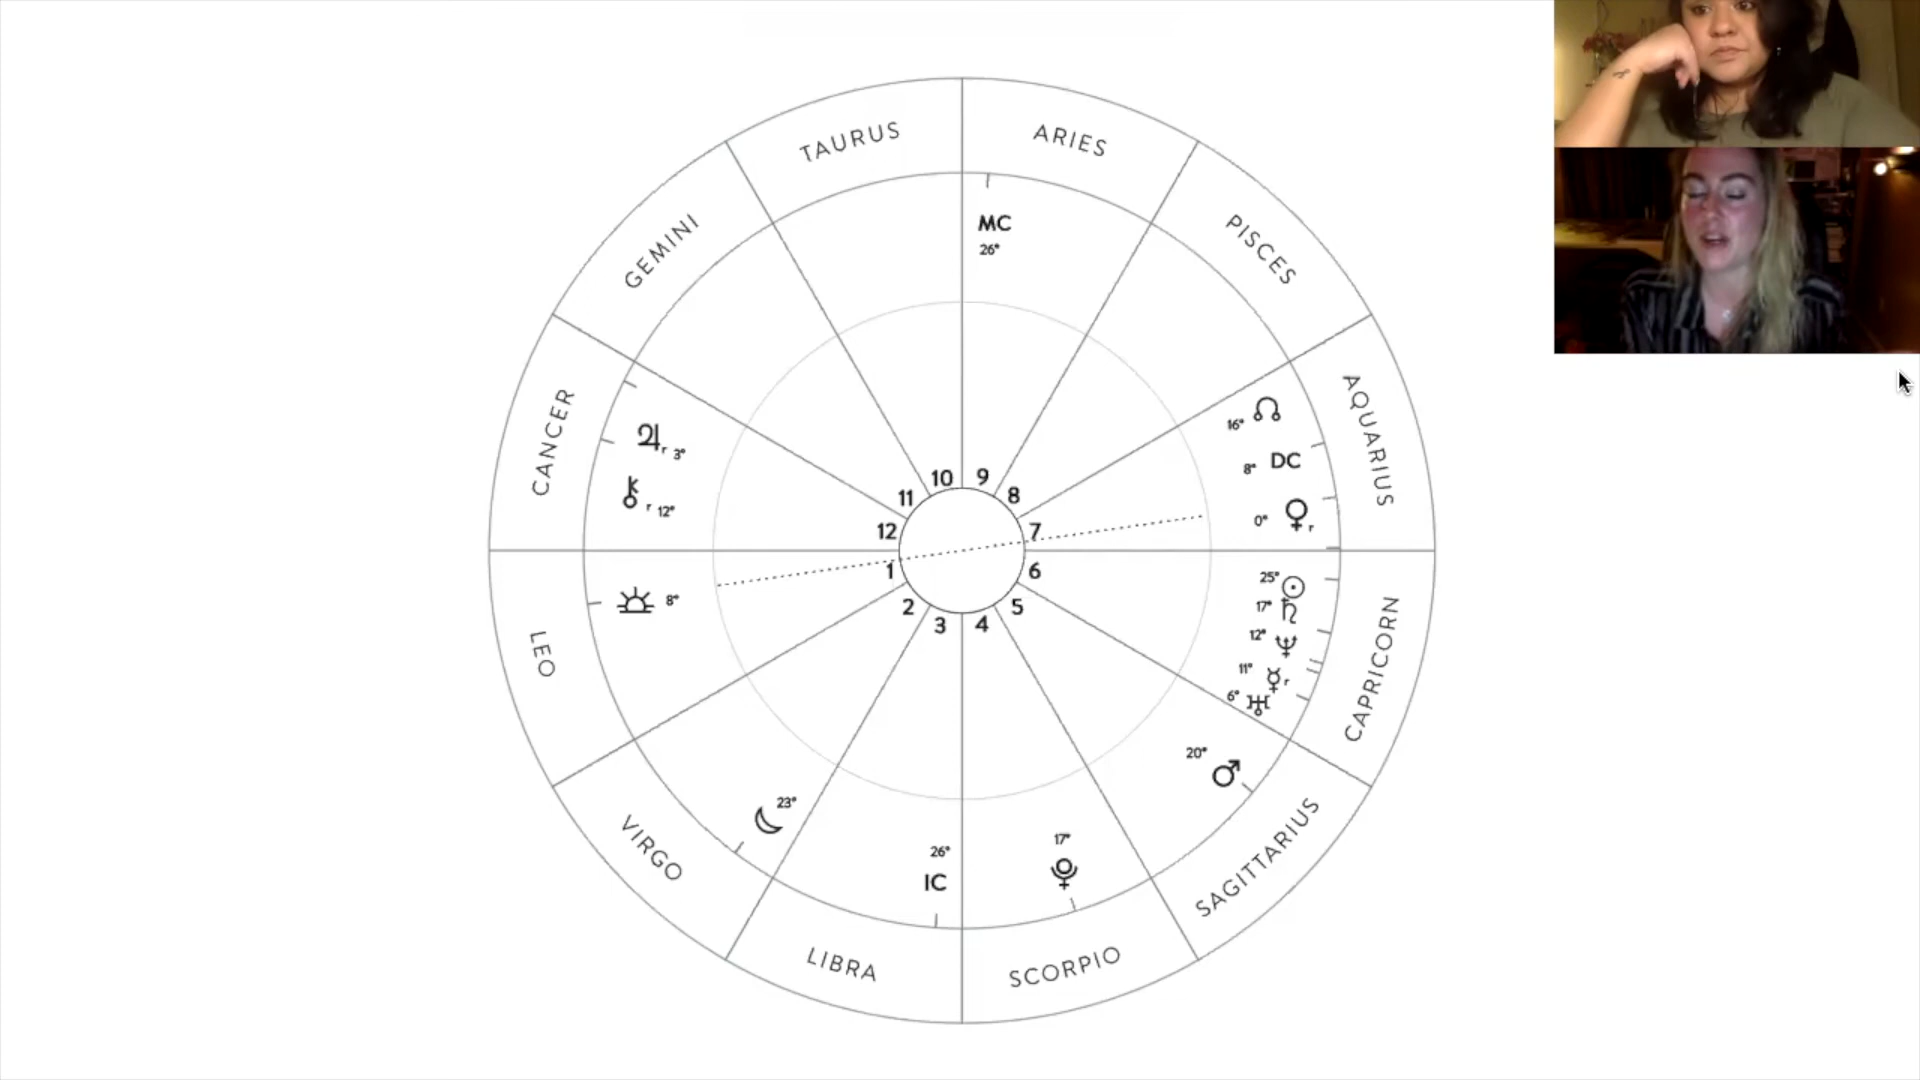 TAURUS
ARIES
GEMINI
PISCES
MC
26°
CANCER
AQUARIUS
16°
r 3°
8° DC
r 12°
0° r
10 9
11 8
12 7
1 6
2 5
3 4
8°
25°
17°
12°
11° r
6°
LEO
CAPRICORN
20°
23°
17°
26°
IC
VIRGO
SAGITTARIUS
LIBRA
SCORPIO